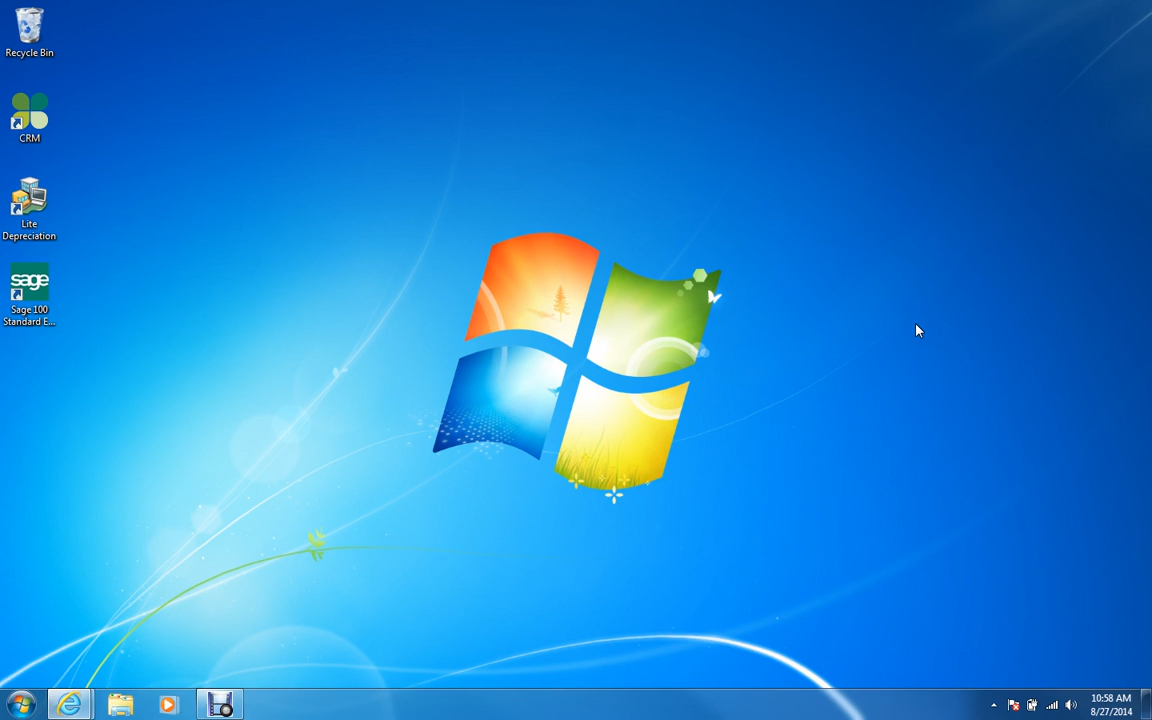 Recycle Bin
CRM
Lite
Depreciation
sage
Sage 100
Standard E...
10:58 AM
8/27/2014